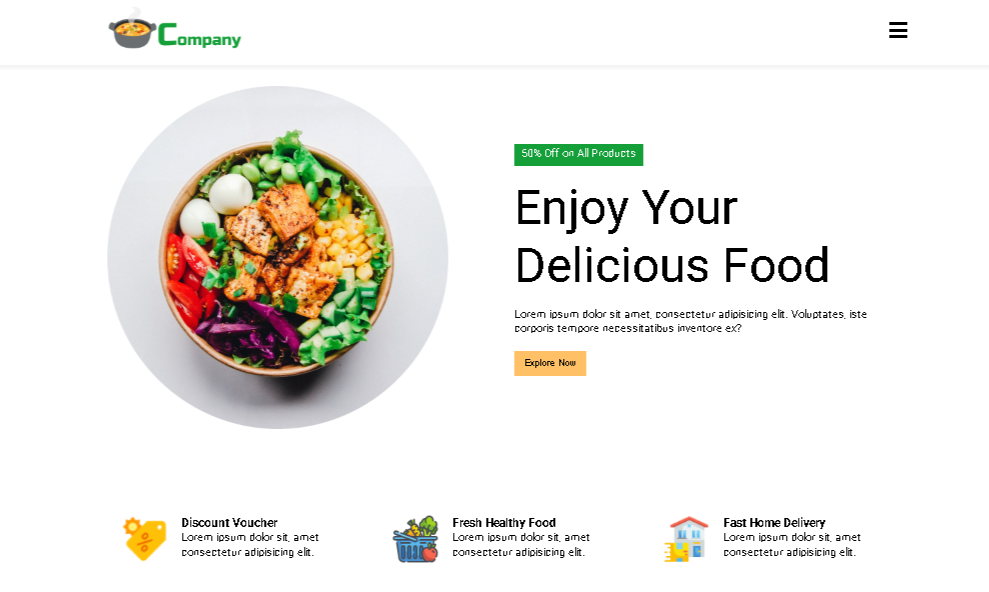 Company
50% Off on All Products
Enjoy Your
Delicious Food
Lorem ipsum dolor sit amet, consectetur adipisicing elit. Voluptates, iste
corporis tempore necessitatibus inventore ex?
Explore Now
Discount Voucher
Lorem ipsum dolor sit, amet
consectetur adipisicing elit.
Fresh Healthy Food
Lorem ipsum dolor sit, amet
consectetur adipisicing elit.
Fast Home Delivery
Lorem ipsum dolor sit, amet
consectetur adipisicing elit.